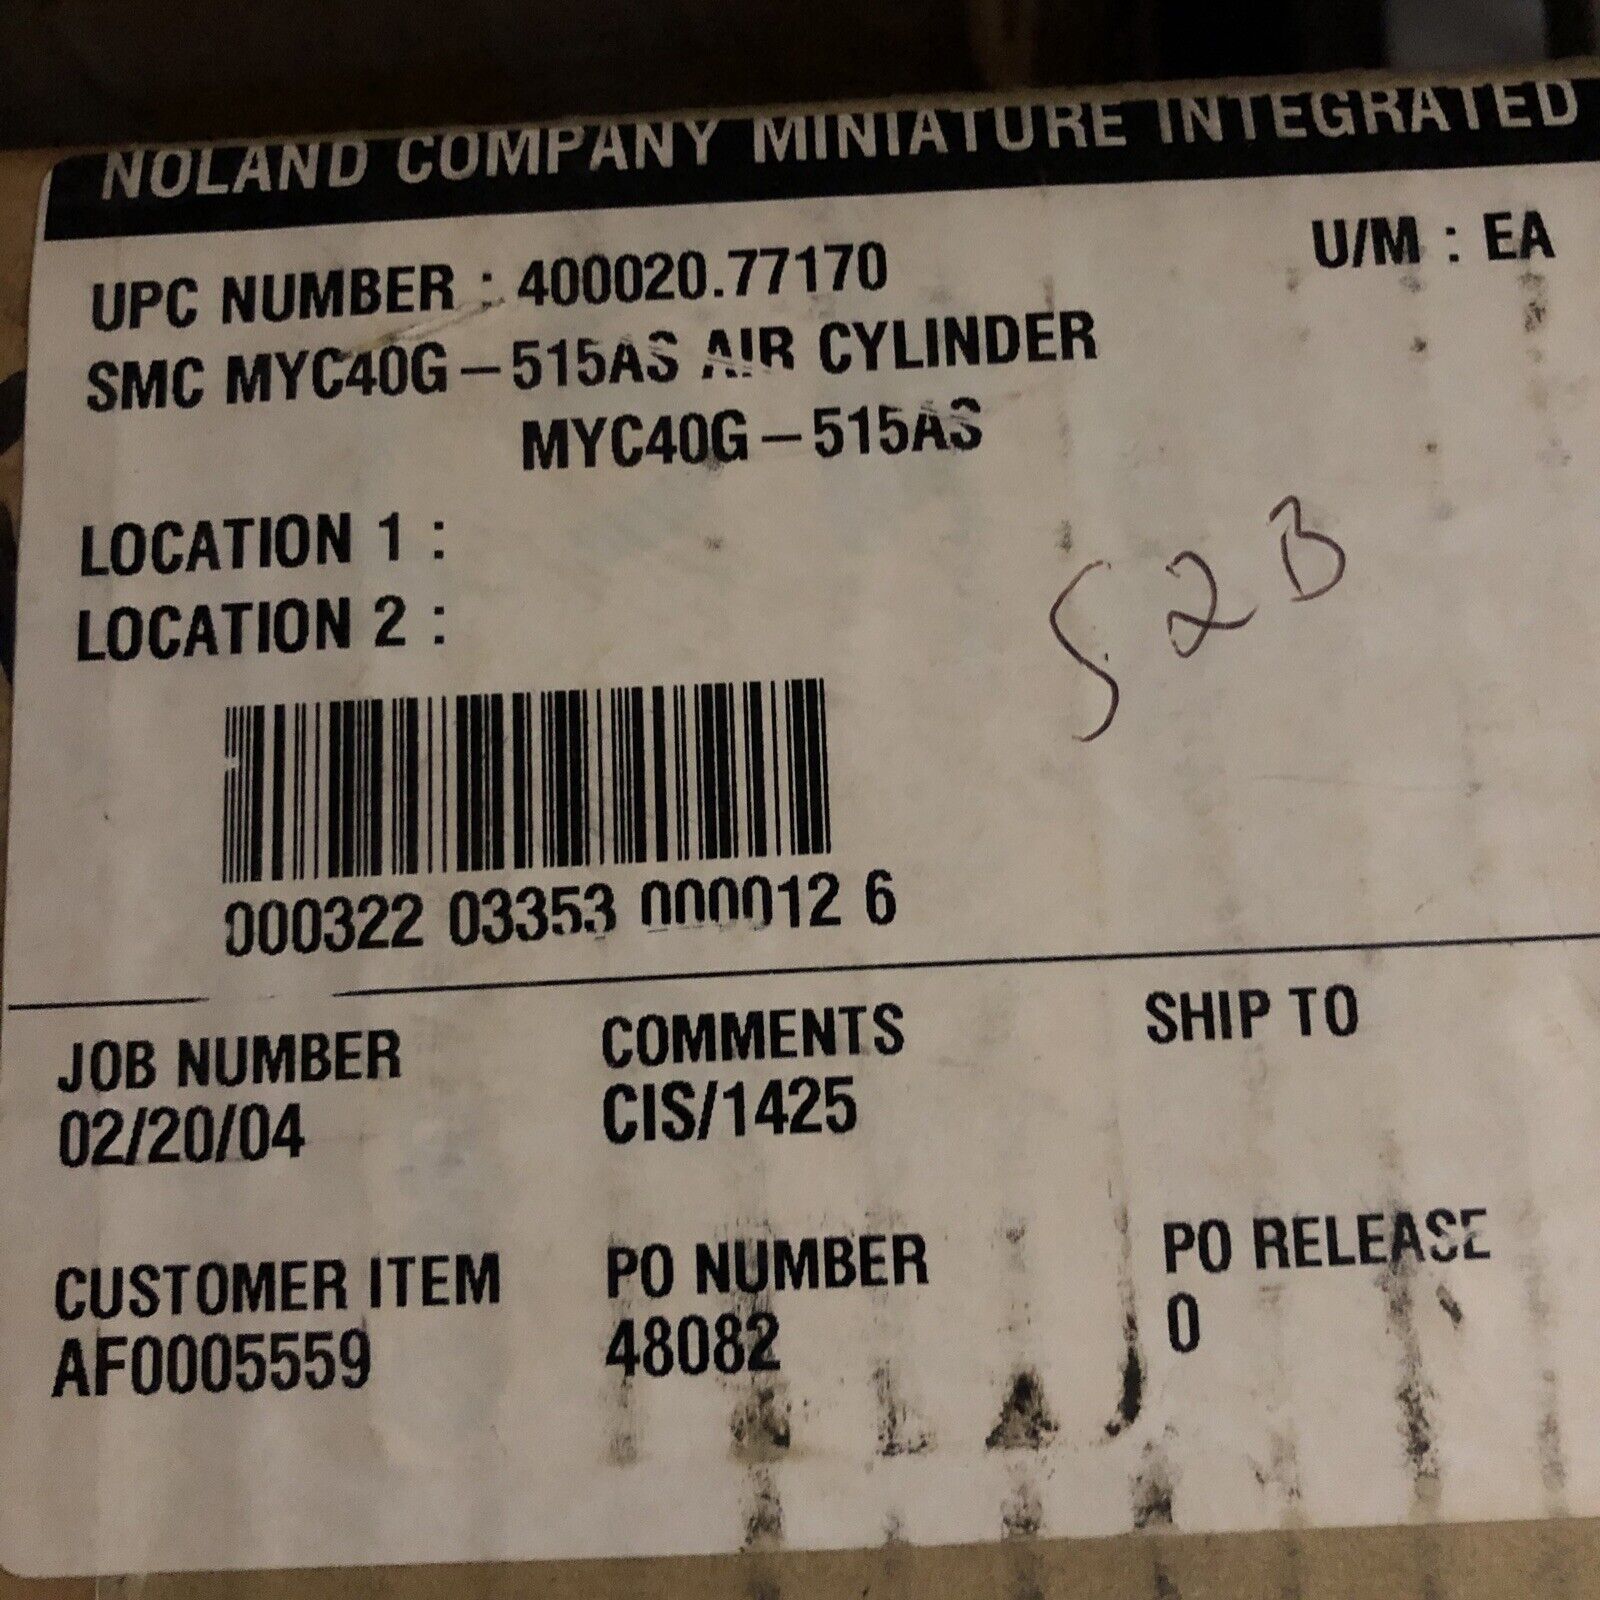 NOLAND COMPANY MINIATURE INTEGRATED
UPC NUMBER : 400020.77170 U/M : EA
SMC MYC40G-515AS AIR CYLINDER
MYC40G-515AS
LOCATION 1 :
LOCATION 2 :
S2B
000322 03353 000012 6
JOB NUMBER COMMENTS SHIP TO
02/20/04 CIS/1425
CUSTOMER ITEM PO NUMBER PO RELEASE
AF0005559 48082 0